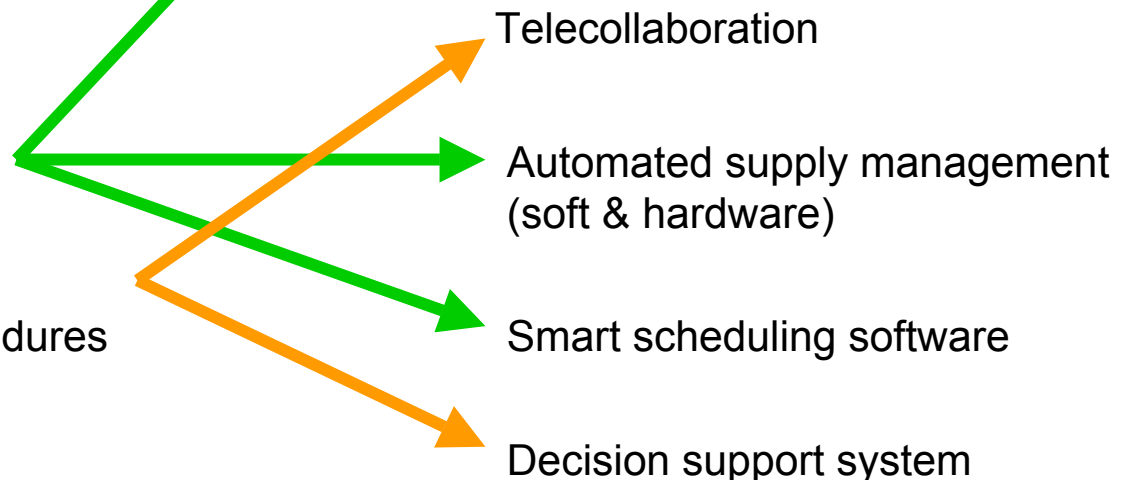 Telecollaboration
Automated supply management
(soft & hardware)
dures
Smart scheduling software
Decision support system